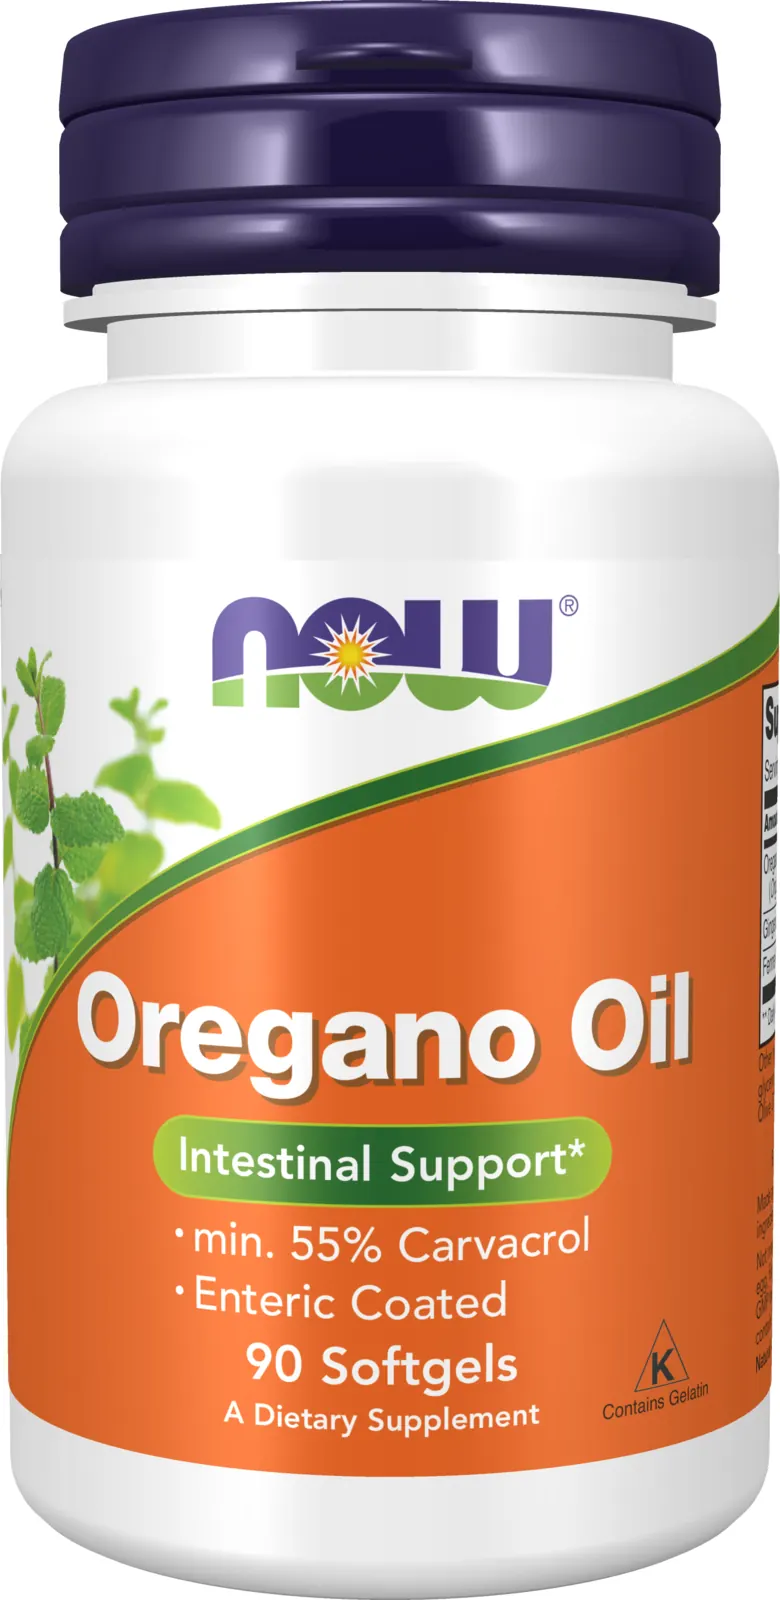 NOW®
Oregano Oil
Intestinal Support*
• min. 55% Carvacrol
• Enteric Coated
90 Softgels
A Dietary Supplement
K
Contains Gelatin